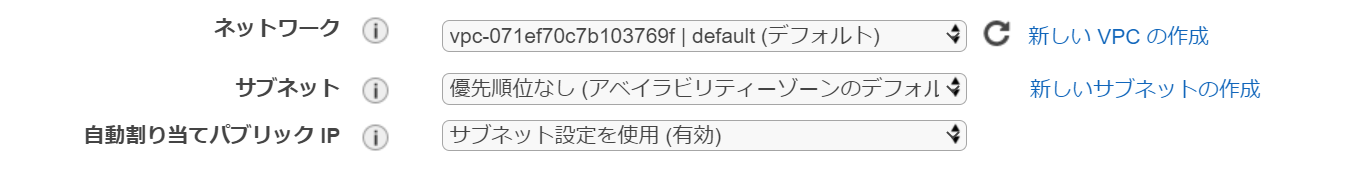 ネットワーク vpc-071ef70c7b103769f | default (デフォルト) 新しい VPC の作成
サブネット 優先順位なし (アベイラビリティーゾーンのデフォル 新しいサブネットの作成
自動割り当てパブリック IP サブネット設定を使用 (有効)